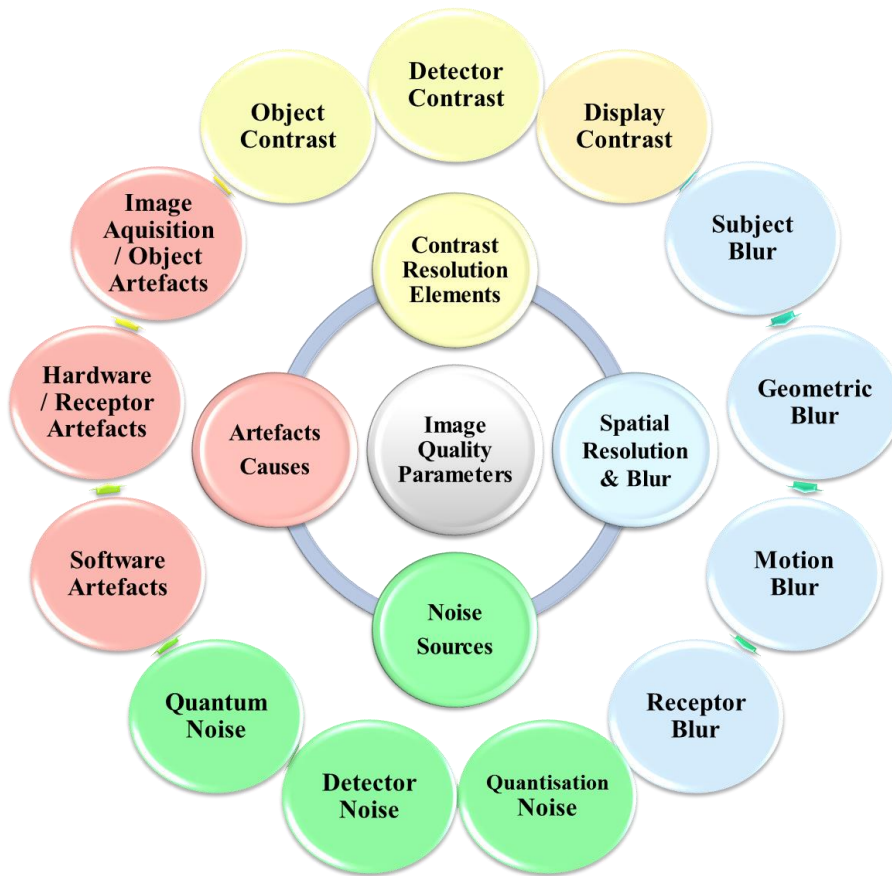 Detector
Contrast
Object
Contrast
Display
Contrast
Image
Aquisition
/ Object
Artefacts
Subject
Blur
Contrast
Resolution
Elements
Hardware
/ Receptor
Artefacts
Geometric
Blur
Artefacts
Causes
Image
Quality
Parameters
Spatial
Resolution
& Blur
Software
Artefacts
Motion
Blur
Noise
Sources
Quantum
Noise
Receptor
Blur
Detector
Noise
Quantisation
Noise